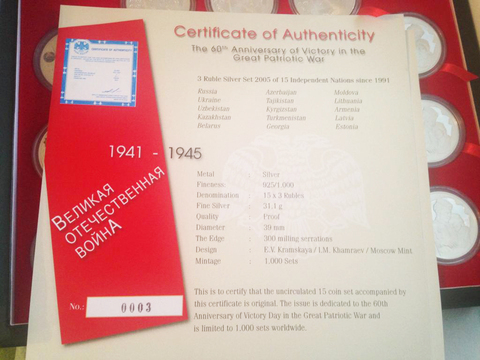 Certificate of Authenticity
The 60th Anniversary of Victory in the
Great Patriotic War
3 Ruble Silver Set 2005 of 15 Independent Nations since 1991
Russia Azerbaijan Moldova
Ukraine Tajikistan Lithuania
Uzbekistan Kyrgystan Armenia
Kazakhstan Turkmenistan Latvia
Belarus Georgia Estonia
1941 - 1945
ВЕЛИКАЯ
ОТЕЧЕСТВЕННАЯ
ВОЙНА
Metal : Silver
Fineness : 925/1,000
Denomination : 15 x 3 Rubles
Fine Silver : 31,1 g
Quality : Proof
Diameter : 39 mm
The Edge : 300 milling serrations
Engraver : E.V. Kramskaya / I.M. Khamraev / Moscow Mint
Mintage : 1.000 Sets
This is to certify that the uncirculated 15 coin set accompanied by
this certificate is original. The issue is dedicated to the 60th
Anniversary of Victory Day in the Great Patriotic War and
is limited to 1,000 sets worldwide.
No.: 0003